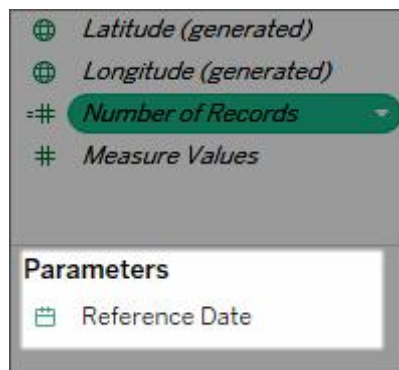 Latitude (generated)
Longitude (generated)
=# Number of Records
# Measure Values
Parameters
Reference Date